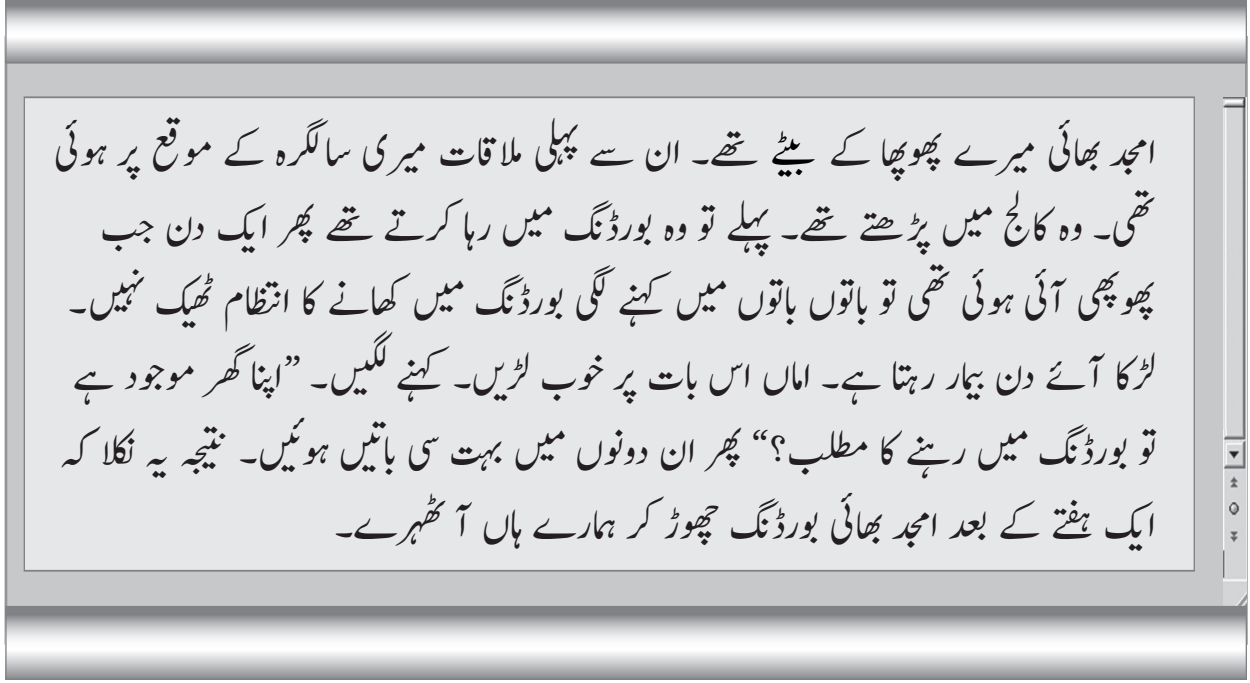 امجد بھائی میرے پھوپھا کے بیٹے تھے۔ ان سے پہلی ملاقات میری سالگرہ کے موقع پر ہوئی
تھی۔ وہ کالج میں پڑھتے تھے۔ پہلے تو وہ بورڈنگ میں رہا کرتے تھے پھر ایک دن جب
پھوپھی آئی ہوئی تھی تو باتوں باتوں میں کہنے لگی بورڈنگ میں کھانے کا انتظام ٹھیک نہیں۔
لڑکا آئے دن بیمار رہتا ہے۔ اماں اس بات پر خوب لڑیں۔ کہنے لگیں۔ ”اپنا گھر موجود ہے
تو بورڈنگ میں رہنے کا مطلب؟“ پھر ان دونوں میں بہت سی باتیں ہوئیں۔ نتیجہ یہ نکلا کہ
ایک ہفتے کے بعد امجد بھائی بورڈنگ چھوڑ کر ہمارے ہاں آ ٹھہرے۔